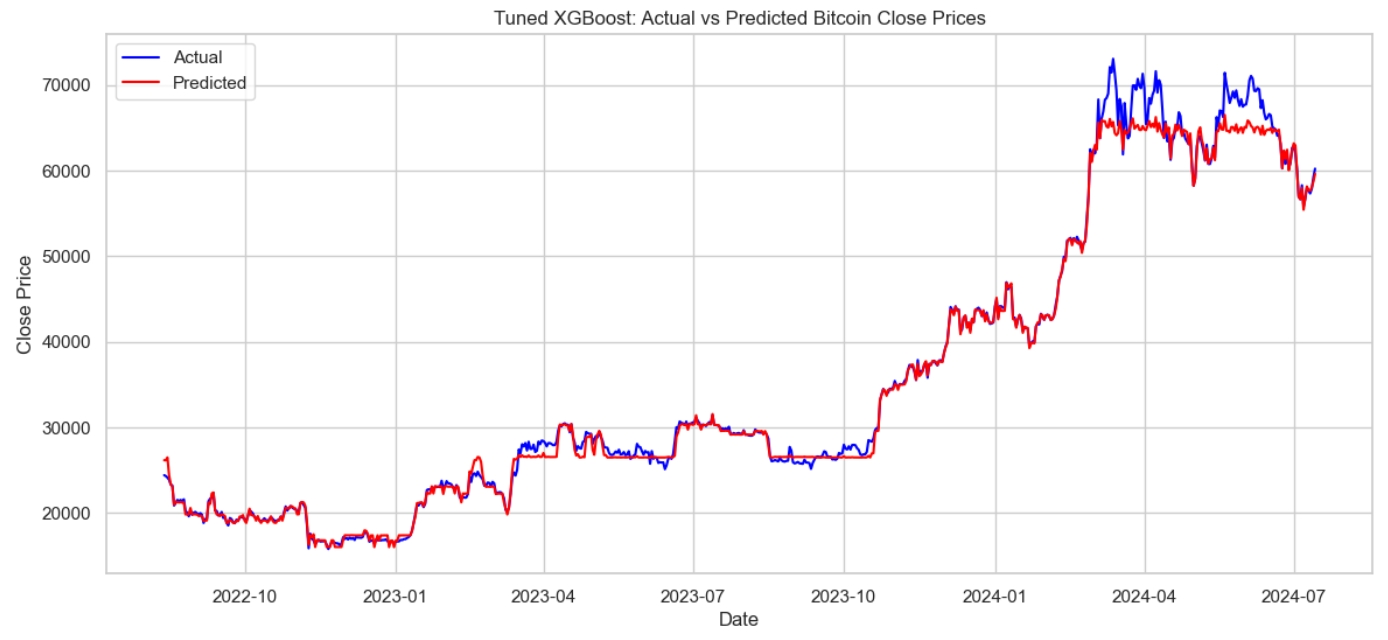 Tuned XGBoost: Actual vs Predicted Bitcoin Close Prices
Actual
Predicted
Close Price
70000
60000
50000
40000
30000
20000
2022-10
2023-01
2023-04
2023-07
2023-10
2024-01
2024-04
2024-07
Date